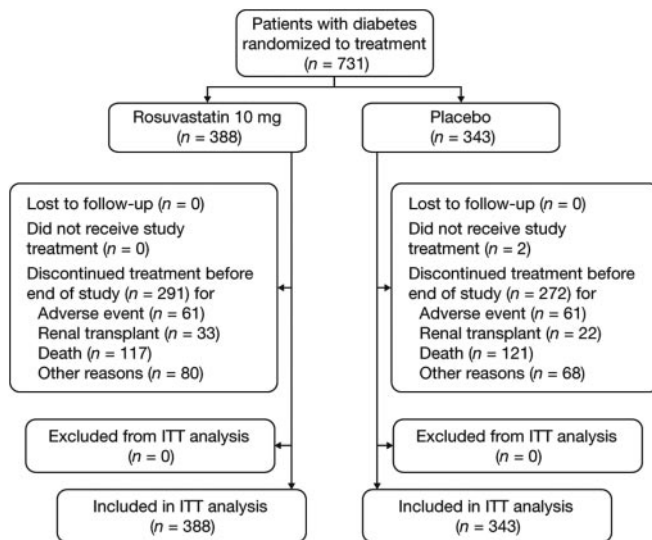 Patients with diabetes
randomized to treatment
(n = 731)
Rosuvastatin 10 mg
(n = 388)
Placebo
(n = 343)
Lost to follow-up (n = 0)
Did not receive study
treatment (n = 0)
Discontinued treatment before
end of study (n = 291) for
Adverse event (n = 61)
Renal transplant (n = 33)
Death (n = 117)
Other reasons (n = 80)
Lost to follow-up (n = 0)
Did not receive study
treatment (n = 2)
Discontinued treatment before
end of study (n = 272) for
Adverse event (n = 61)
Renal transplant (n = 22)
Death (n = 121)
Other reasons (n = 68)
Excluded from ITT analysis
(n = 0)
Excluded from ITT analysis
(n = 0)
Included in ITT analysis
(n = 388)
Included in ITT analysis
(n = 343)